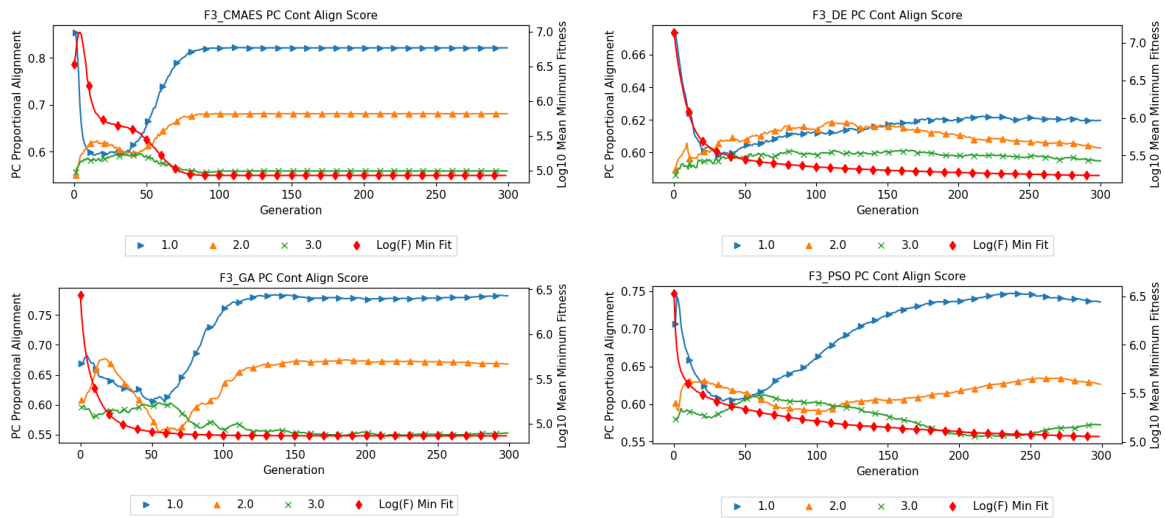 F3_CMAES PC Cont Align Score
PC Proportional Alignment
0.8
0.7
0.6
7.0
6.5
6.0
5.5
5.0
Log10 Mean Minimum Fitness
0 50 100 150 200 250 300
Generation
1.0 2.0 3.0 Log(F) Min Fit
F3_DE PC Cont Align Score
PC Proportional Alignment
0.66
0.64
0.62
0.60
7.0
6.5
6.0
5.5
Log10 Mean Minimum Fitness
0 50 100 150 200 250 300
Generation
1.0 2.0 3.0 Log(F) Min Fit
F3_GA PC Cont Align Score
PC Proportional Alignment
0.75
0.70
0.65
0.60
0.55
6.5
6.0
5.5
5.0
Log10 Mean Minimum Fitness
0 50 100 150 200 250 300
Generation
1.0 2.0 3.0 Log(F) Min Fit
F3_PSO PC Cont Align Score
PC Proportional Alignment
0.75
0.70
0.65
0.60
0.55
6.5
6.0
5.5
5.0
Log10 Mean Minimum Fitness
0 50 100 150 200 250 300
Generation
1.0 2.0 3.0 Log(F) Min Fit